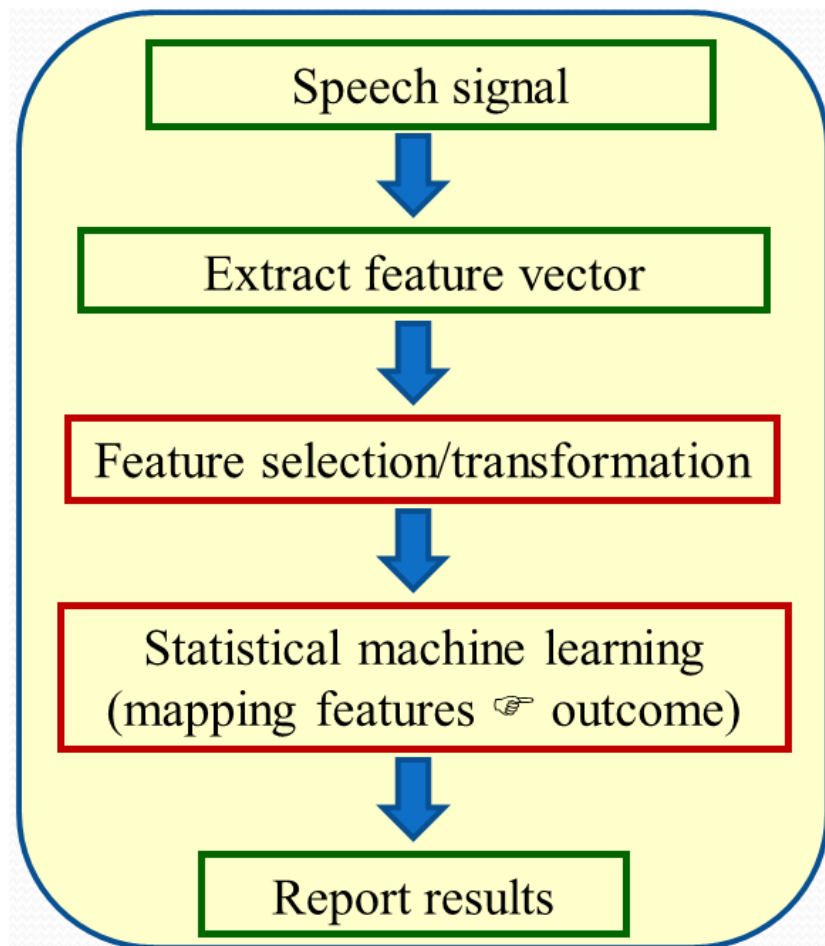 Speech signal
Extract feature vector
Feature selection/transformation
Statistical machine learning
(mapping features ☞ outcome)
Report results